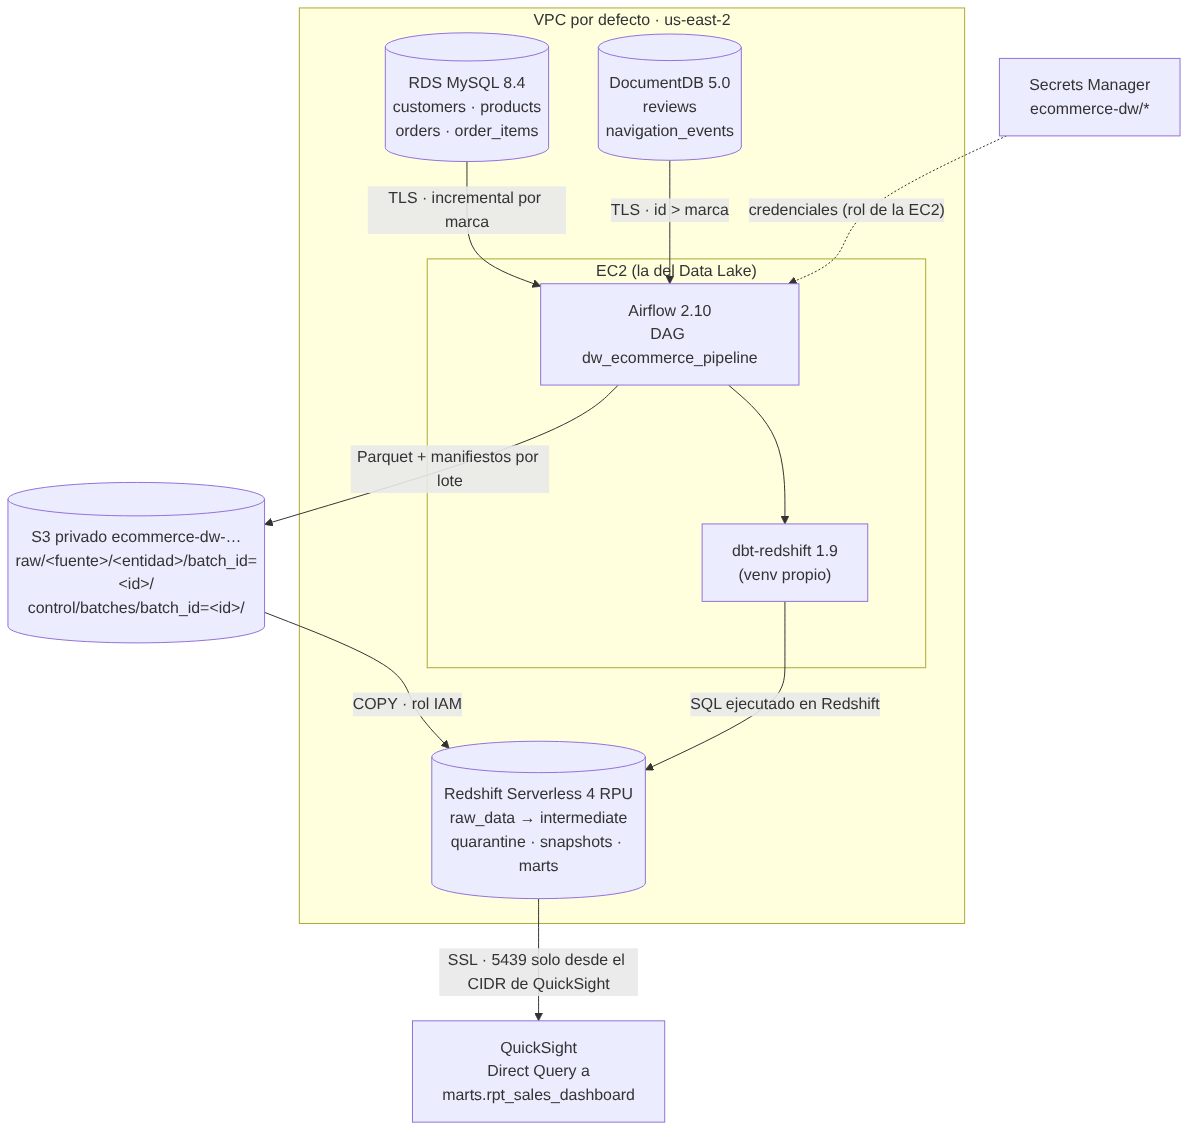 VPC por defecto · us-east-2
RDS MySQL 8.4
customers · products
orders · order_items
DocumentDB 5.0
reviews
navigation_events
Secrets Manager
ecommerce-dw/*
TLS · incremental por
marca
TLS · id > marca
credenciales (rol de la EC2)
EC2 (la del Data Lake)
Airflow 2.10
DAG
dw_ecommerce_pipeline
Parquet + manifiestos por
lote
S3 privado ecommerce-dw-…
raw/<fuente>/<entidad>/batch_id=
<id>/
control/batches/batch_id=<id>/
dbt-redshift 1.9
(venv propio)
COPY · rol IAM
SQL ejecutado en Redshift
Redshift Serverless 4 RPU
raw_data → intermediate
quarantine · snapshots ·
marts
SSL · 5439 solo desde el
CIDR de QuickSight
QuickSight
Direct Query a
marts.rpt_sales_dashboard